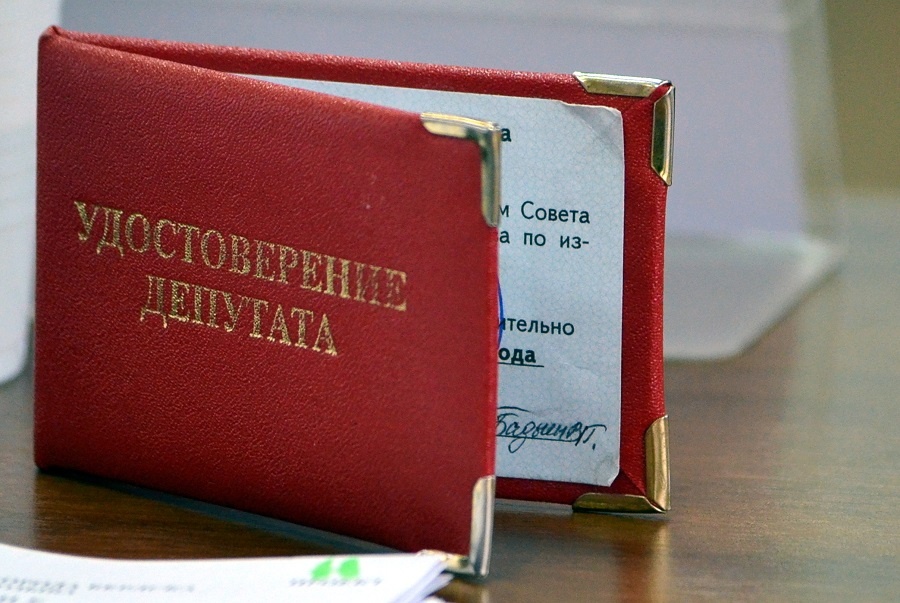 УДОСТОВЕРЕНИЕ
ДЕПУТАТА
а
м Совета
а по из-
ительно
ода